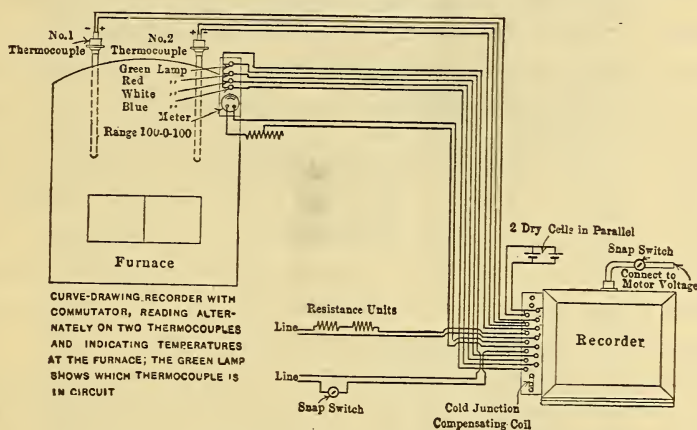 No.1
Thermocouple
No.2
Thermocouple
- +
- +
Green Lamp
Red ,,
White ,,
Blue ,,
Meter
Range 100-0-100
Furnace
CURVE-DRAWING RECORDER WITH
COMMUTATOR, READING ALTER-
NATELY ON TWO THERMOCOUPLES
AND INDICATING TEMPERATURES
AT THE FURNACE; THE GREEN LAMP
SHOWS WHICH THERMOCOUPLE IS
IN CIRCUIT
Resistance Units
Line
Line
Snap Switch
2 Dry Cells in Parallel
Snap Switch
Connect to
Motor Voltage
Recorder
Cold Junction
Compensating Coil